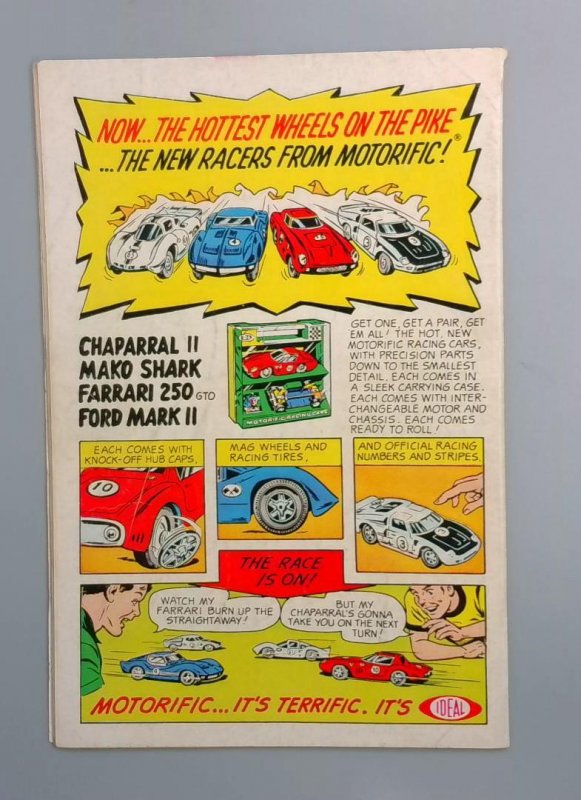 NOW...THE HOTTEST WHEELS ON THE PIKE
...THE NEW RACERS FROM MOTORIFIC!®
CHAPARRAL II
MAKO SHARK
FARRARI 250 GTO
FORD MARK II
MOTORIFIC RACING CARS
GET ONE, GET A PAIR, GET
EM ALL! THE HOT, NEW
MOTORIFIC RACING CARS,
WITH PRECISION PARTS
DOWN TO THE SMALLEST
DETAIL. EACH COMES IN
A SLEEK CARRYING CASE.
EACH COMES WITH INTER-
CHANGEABLE MOTOR AND
CHASSIS. EACH COMES
READY TO ROLL!
EACH COMES WITH
KNOCK-OFF HUB CAPS,
10
MAG WHEELS AND
RACING TIRES,
AND OFFICIAL RACING
NUMBERS AND STRIPES.
3
THE RACE
IS ON!
WATCH MY
FARRARI BURN UP THE
STRAIGHTAWAY!
BUT MY
CHAPARRAL'S GONNA
TAKE YOU ON THE NEXT
TURN!
MOTORIFIC... IT'S TERRIFIC. IT'S IDEAL